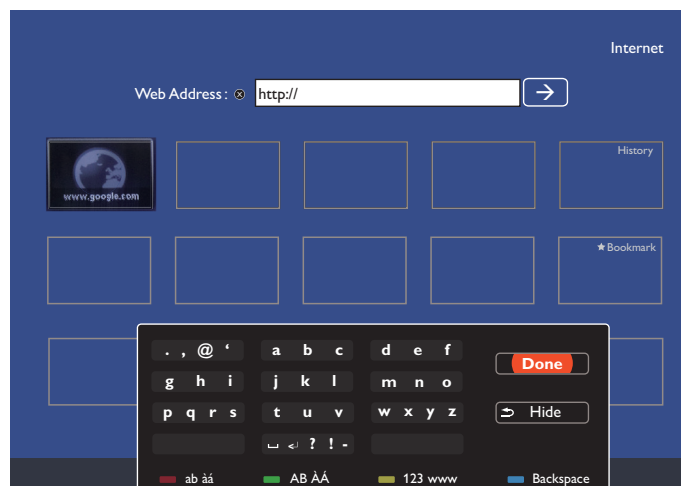 Internet
Web Address : http://
www.google.com
History
★Bookmark
. , @ ‘ a b c d e f
Done
g h i j k l m n o
p q r s t u v w x y z Hide
␣ ↵ ? ! -
ab àá AB ÀÁ 123 www Backspace